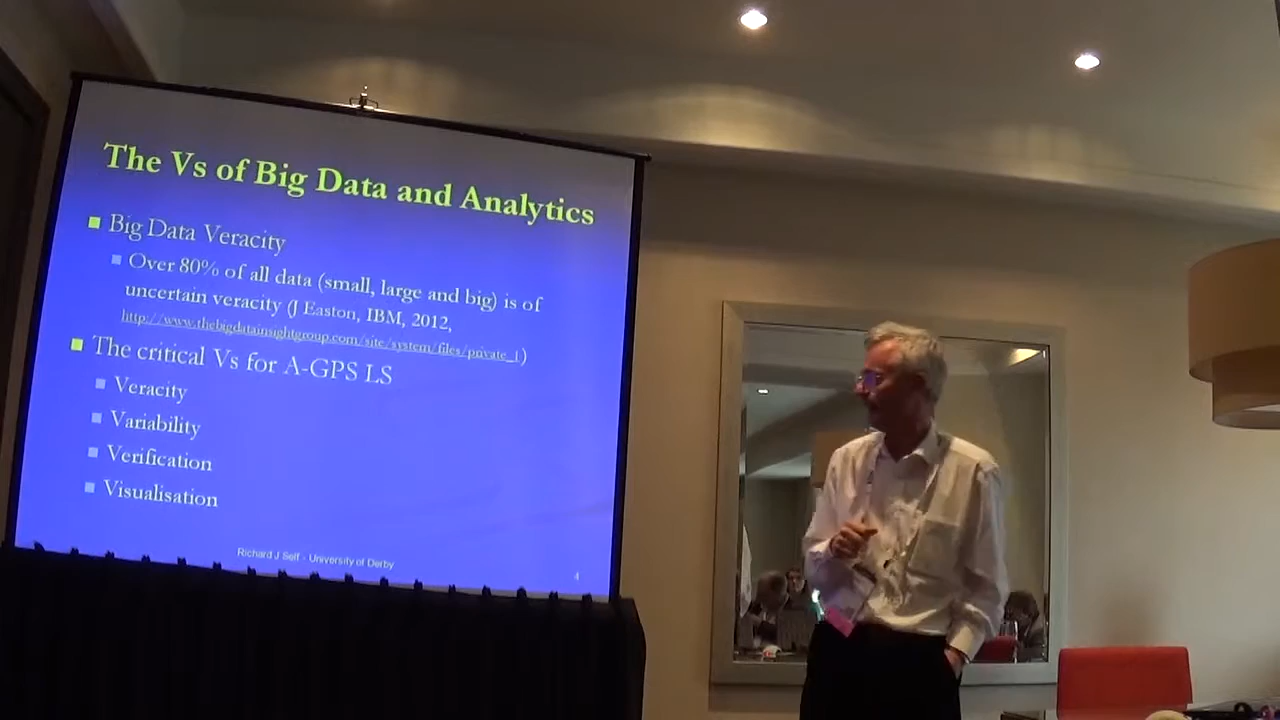 The Vs of Big Data and Analytics
Big Data Veracity
Over 80% of all data (small, large and big) is of
uncertain veracity (J Easton, IBM, 2012,
http://www.thebigdatainsightgroup.com/site/system/files/private_1)
The critical Vs for A-GPS LS
Veracity
Variability
Verification
Visualisation
Richard J Self - University of Derby
4